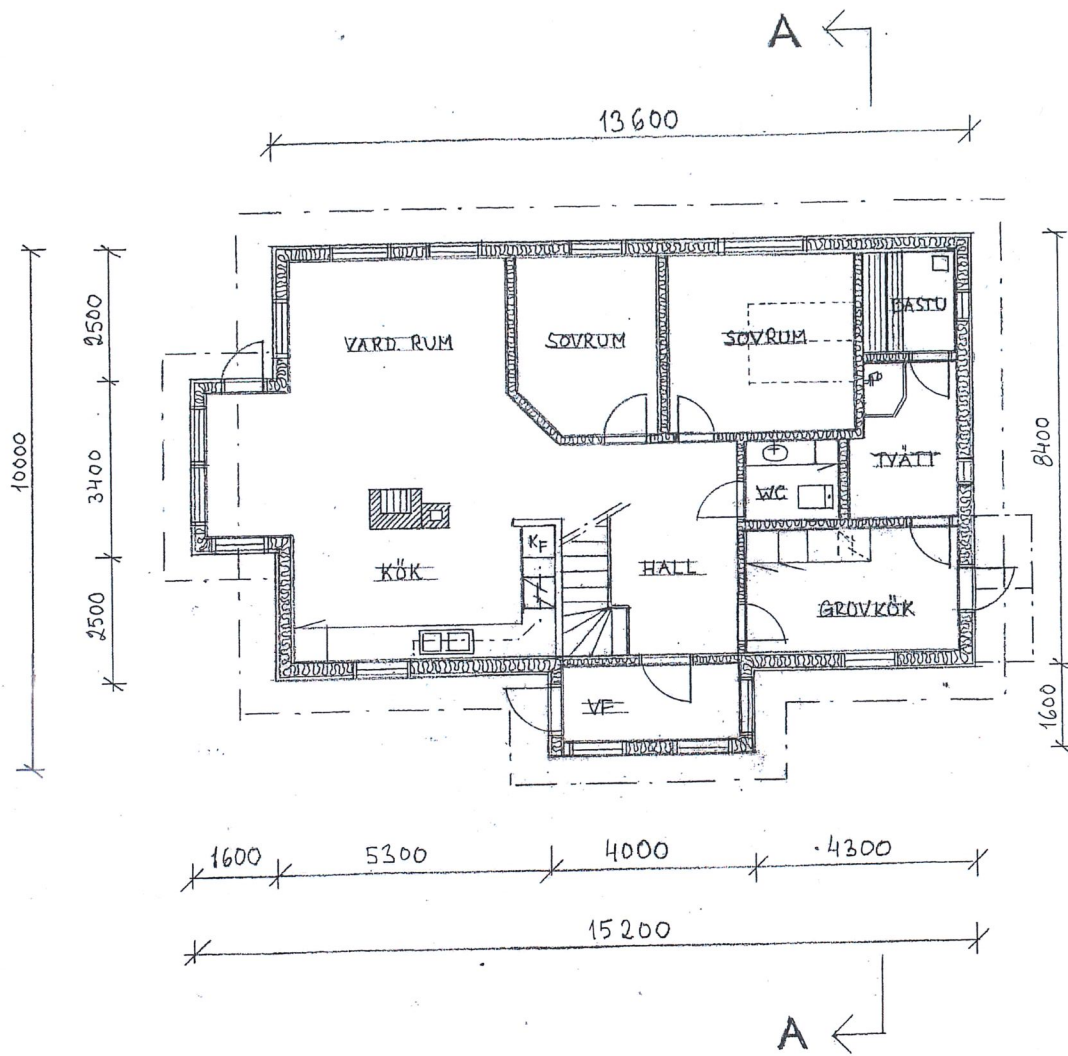 A
13600
2500
3400
2500
10000
8400
1600
VARD. RUM
SOVRUM
SOVRUM
BASTU
TVÄTT
WC
KF
KÖK
HALL
GROVKÖK
VF
1600
5300
4000
4300
15200
A